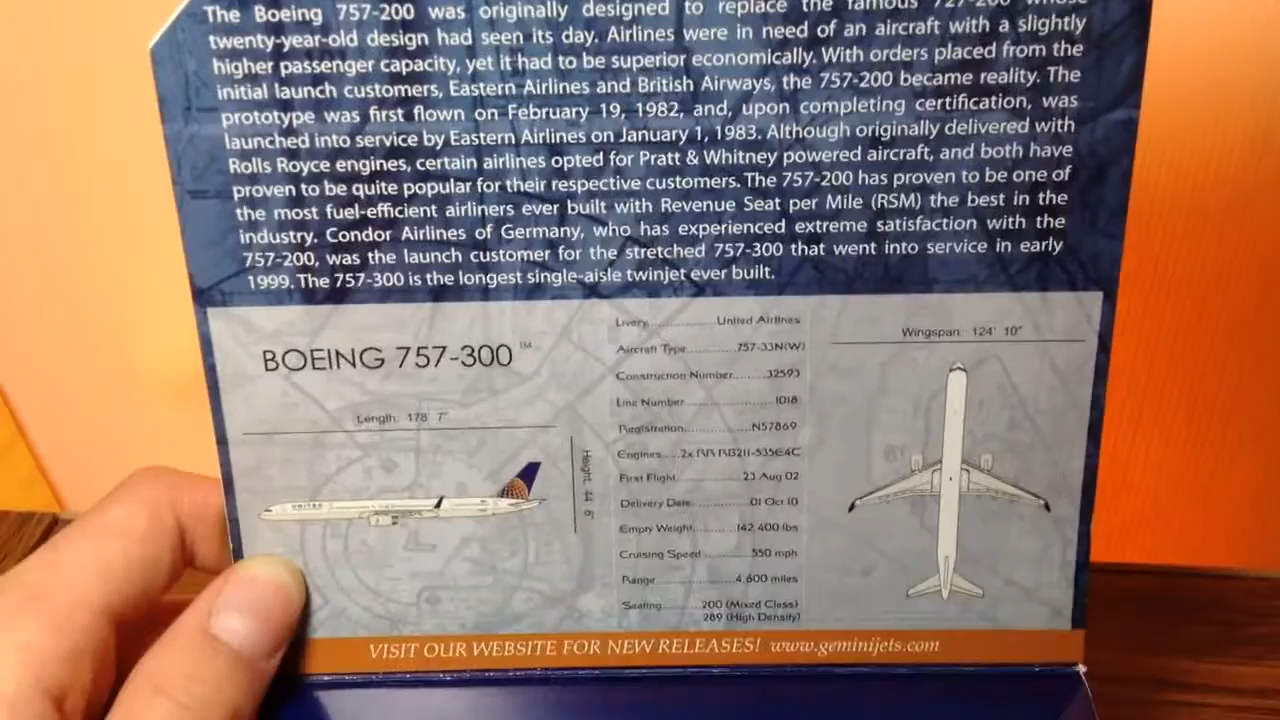 The Boeing 757-200 was originally designed to replace the famous 727-200 whose
twenty-year-old design had seen its day. Airlines were in need of an aircraft with a slightly
higher passenger capacity, yet it had to be superior economically. With orders placed from the
initial launch customers, Eastern Airlines and British Airways, the 757-200 became reality. The
prototype was first flown on February 19, 1982, and, upon completing certification, was
launched into service by Eastern Airlines on January 1, 1983. Although originally delivered with
Rolls Royce engines, certain airlines opted for Pratt & Whitney powered aircraft, and both have
proven to be quite popular for their respective customers. The 757-200 has proven to be one of
the most fuel-efficient airliners ever built with Revenue Seat per Mile (RSM) the best in the
industry. Condor Airlines of Germany, who has experienced extreme satisfaction with the
757-200, was the launch customer for the stretched 757-300 that went into service in early
1999. The 757-300 is the longest single-aisle twinjet ever built.
BOEING 757-300 ™
Length: 178' 7"
Height: 44' 6"
UNITED
Livery..........United Airlines
Aircraft Type..........757-33N(W)
Construction Number........32593
Line Number..........1018
Registration..........N57869
Engines....2x RR RB211-535E4C
First Flight..........23 Aug 02
Delivery Date..........01 Oct 10
Empty Weight........142,400 lbs
Cruising Speed..........550 mph
Range..........4,600 miles
Seating..........200 (Mixed Class)
289 (High Density)
Wingspan: 124' 10"
VISIT OUR WEBSITE FOR NEW RELEASES! www.geminijets.com